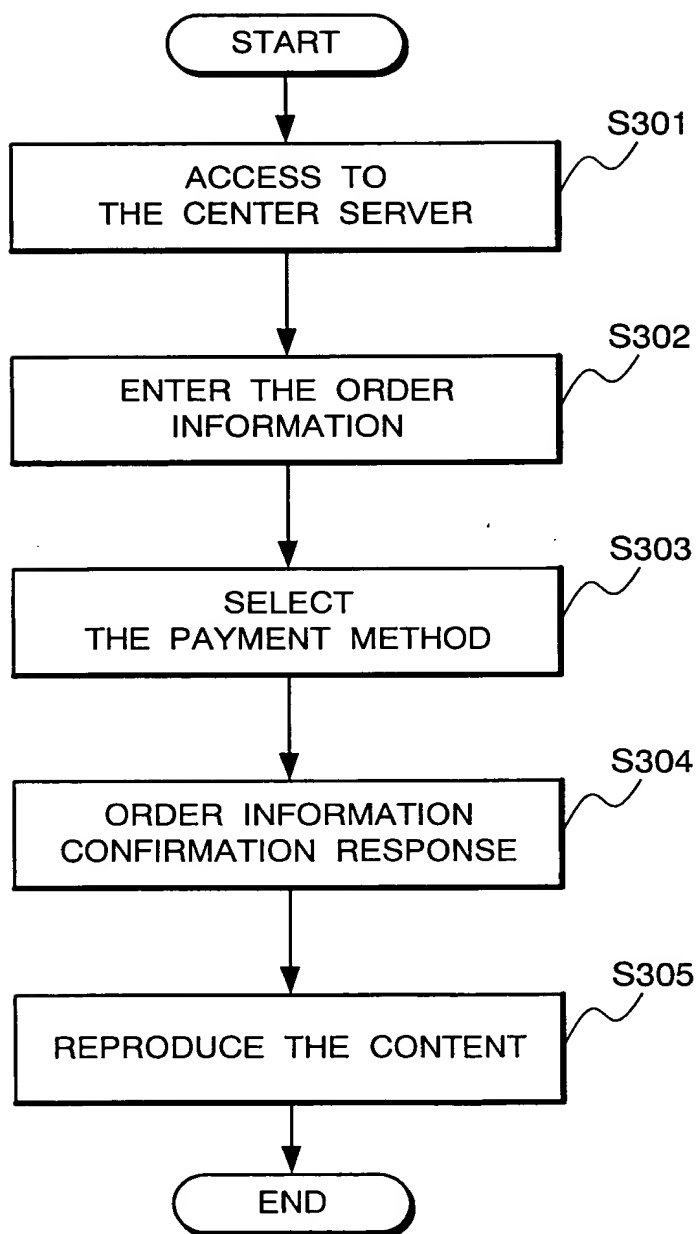 START
S301
ACCESS TO
THE CENTER SERVER
S302
ENTER THE ORDER
INFORMATION
S303
SELECT
THE PAYMENT METHOD
S304
ORDER INFORMATION
CONFIRMATION RESPONSE
S305
REPRODUCE THE CONTENT
END